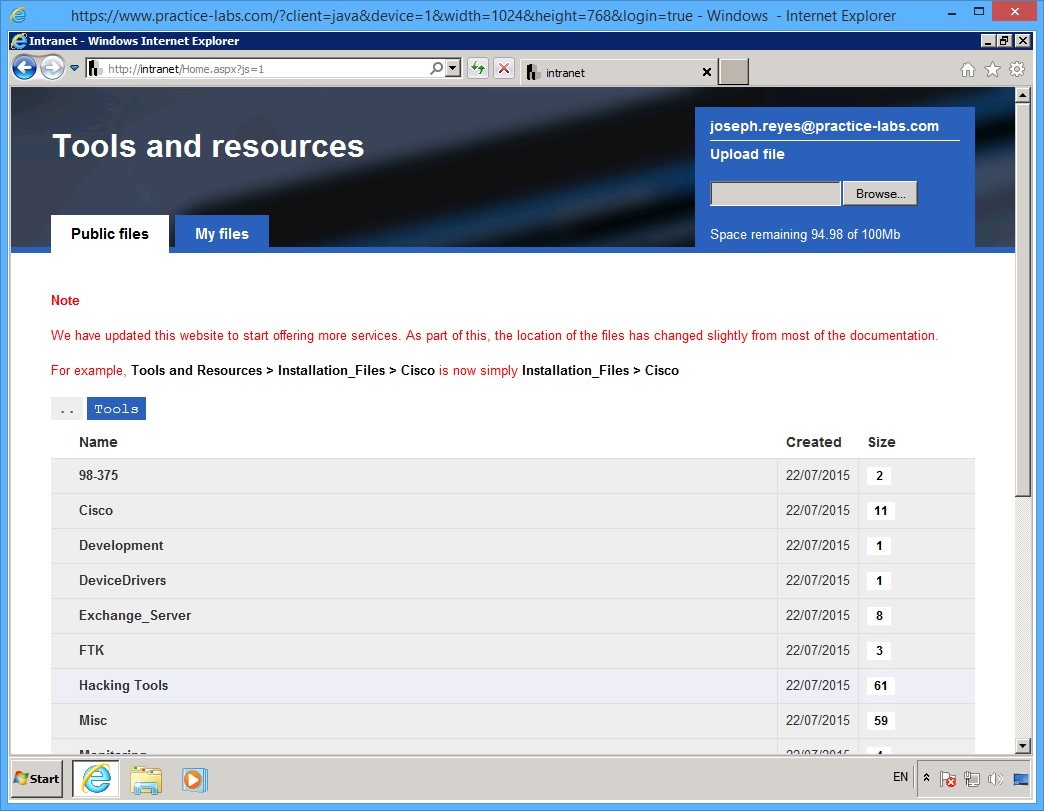 https://www.practice-labs.com/?client=java&device=1&width=1024&height=768&login=true - Windows - Internet Explorer
Intranet - Windows Internet Explorer
http://intranet/Home.aspx?js=1
intranet
Tools and resources
joseph.reyes@practice-labs.com
Upload file
Browse...
Space remaining 94.98 of 100Mb
Public files
My files
Note
We have updated this website to start offering more services. As part of this, the location of the files has changed slightly from most of the documentation.
For example, Tools and Resources > Installation_Files > Cisco is now simply Installation_Files > Cisco
.. Tools
Name Created Size
98-375 22/07/2015 2
Cisco 22/07/2015 11
Development 22/07/2015 1
DeviceDrivers 22/07/2015 1
Exchange_Server 22/07/2015 8
FTK 22/07/2015 3
Hacking Tools 22/07/2015 61
Misc 22/07/2015 59
Monitoring 22/07/2015
Start
EN